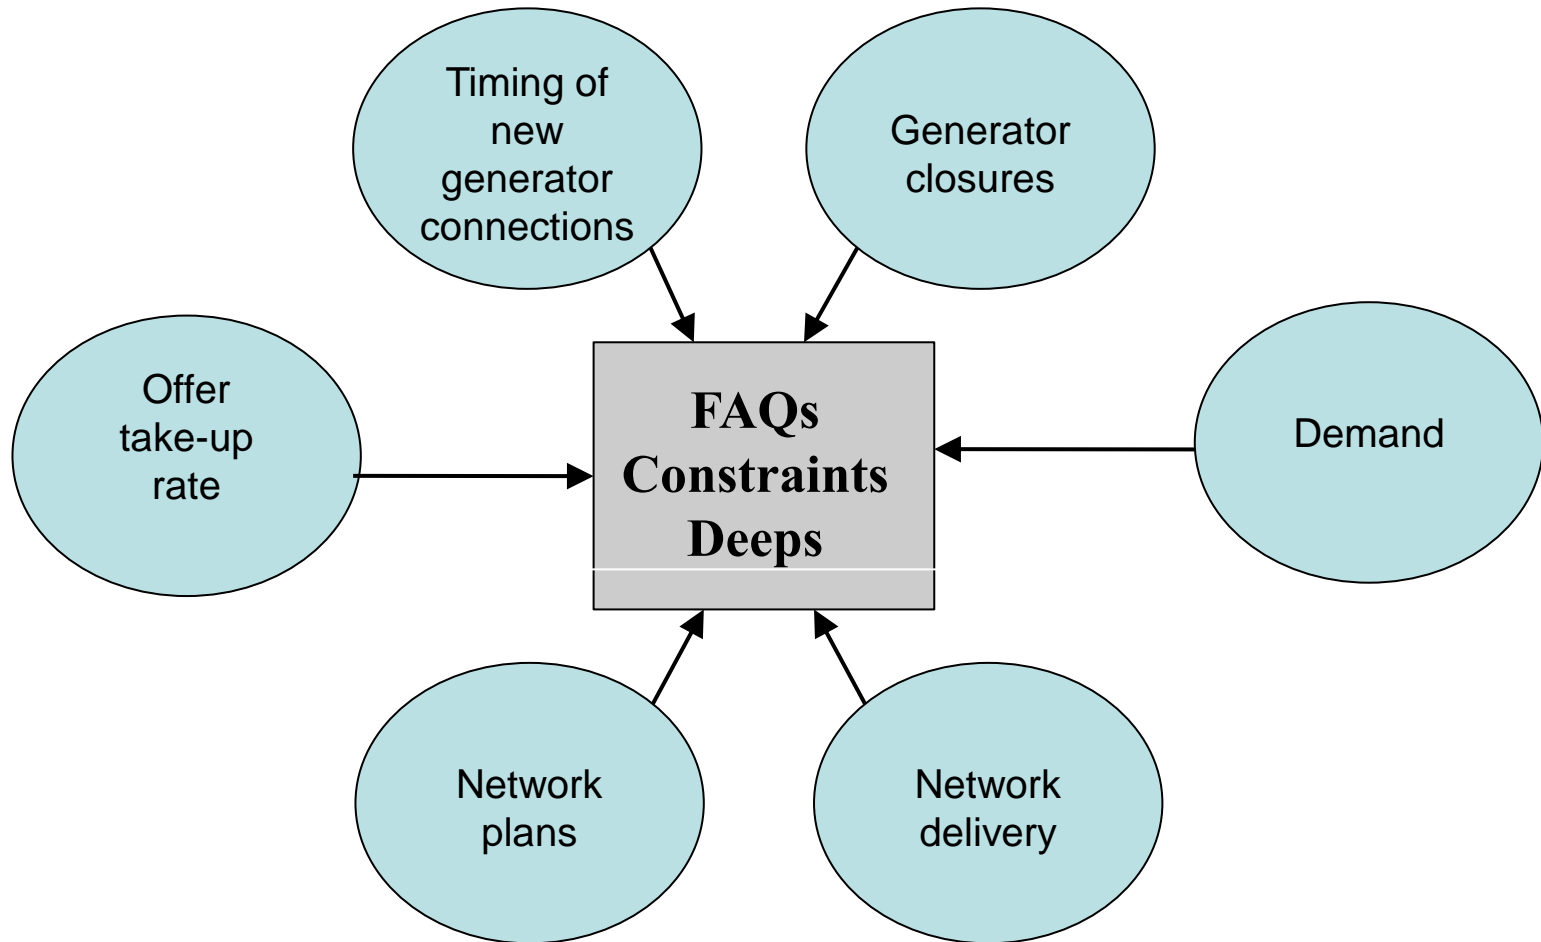 Timing of
new
generator
connections
Generator
closures
Offer
take-up
rate
FAQs
Constraints
Deeps
Demand
Network
plans
Network
delivery